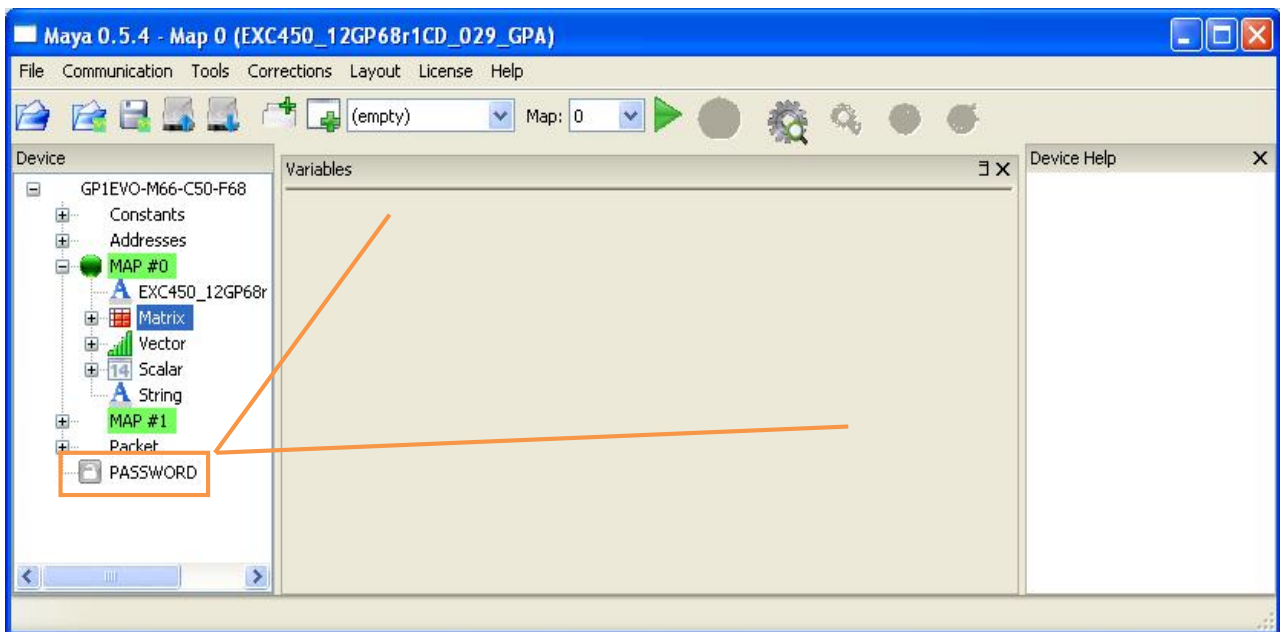 Maya 0.5.4 - Map 0 (EXC450_12GP68r1CD_029_GPA)
File Communication Tools Corrections Layout License Help
(empty) Map: 0
Device
GP1EVO-M66-C50-F68
Constants
Addresses
MAP #0
A EXC450_12GP68r
Matrix
Vector
14 Scalar
A String
MAP #1
Packet
PASSWORD
Variables
Device Help